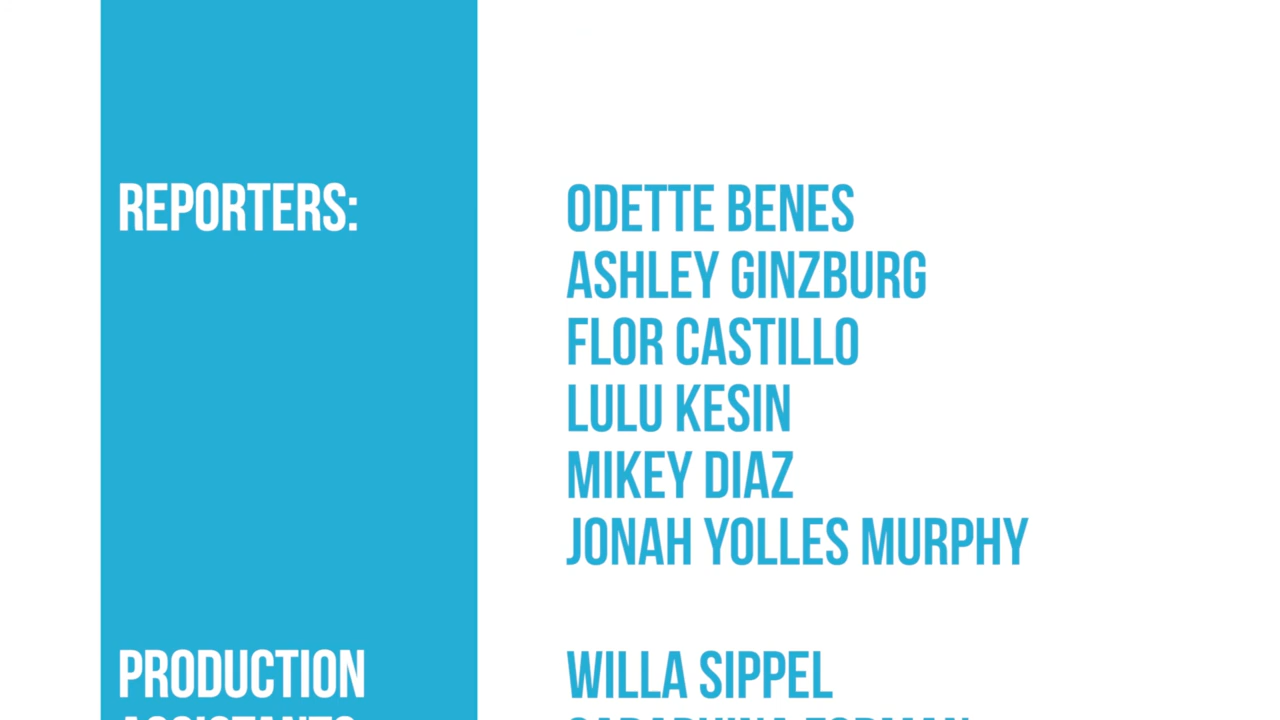 REPORTERS:
ODETTE BENES
ASHLEY GINZBURG
FLOR CASTILLO
LULU KESIN
MIKEY DIAZ
JONAH YOLLES MURPHY
PRODUCTION
WILLA SIPPEL